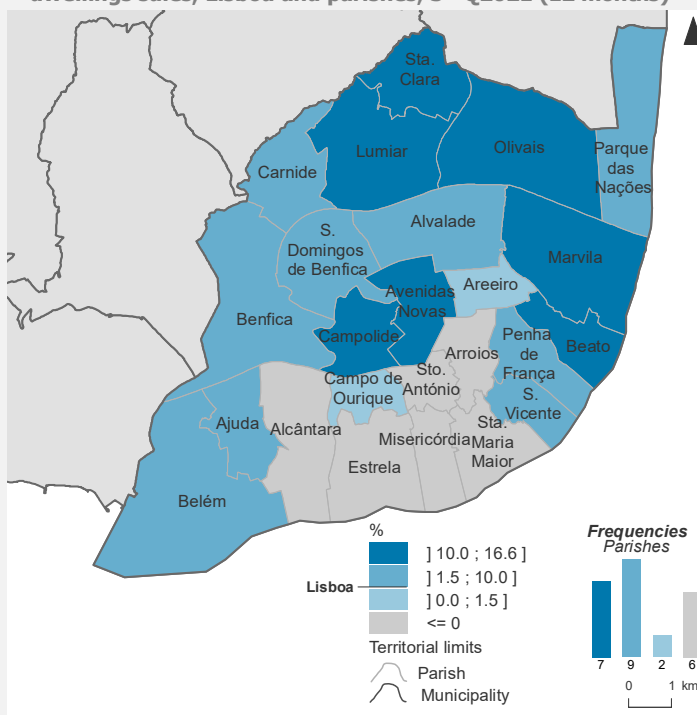 Sta.
Clara
Lumiar
Olivais
Parque
das
Nações
Carnide
Alvalade
S.
Domingos
de Benfica
Marvila
Areeiro
Avenidas
Novas
Benfica
Campolide
Beato
Penha
de
França
Arroios
Sto.
António
Campo de
Ourique
S.
Vicente
Ajuda
Alcântara
Misericórdia
Sta.
Maria
Maior
Estrela
Belém
%
] 10.0 ; 16.6 ]
] 1.5 ; 10.0 ]
] 0.0 ; 1.5 ]
<= 0
Lisboa
Territorial limits
Parish
Municipality
Frequencies
Parishes
7 9 2 6
0 1 km